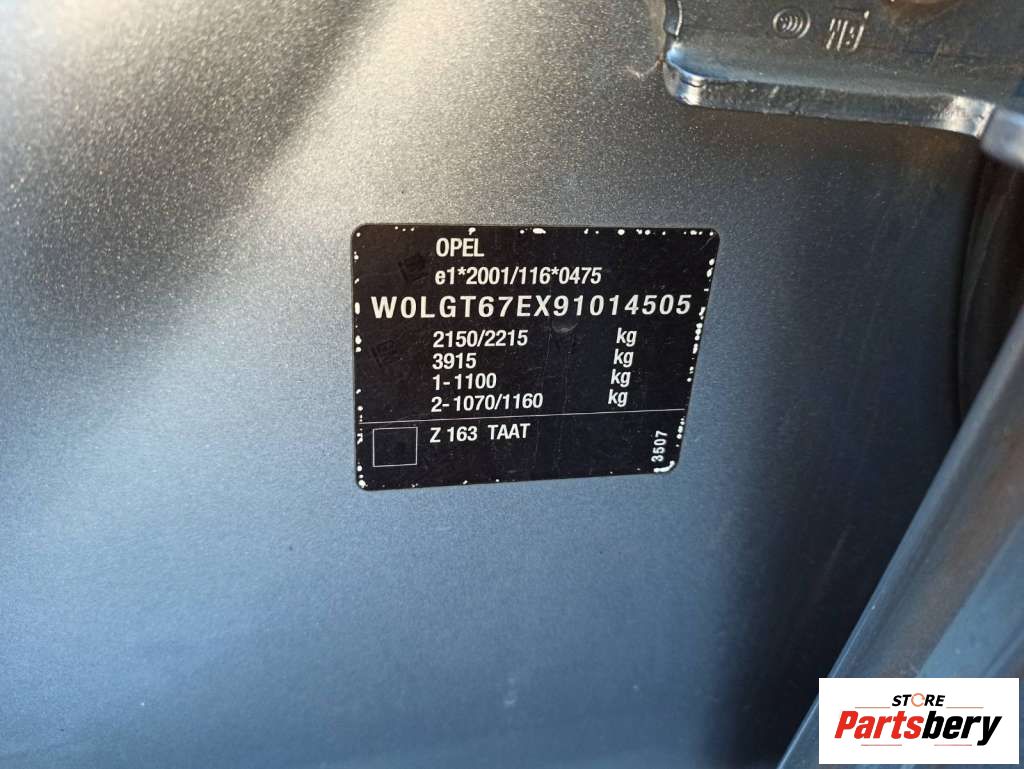 OPEL
e1*2001/116*0475
W0LGT67EX91014505
2150/2215 kg
3915 kg
1-1100 kg
2-1070/1160 kg
Z 163 TAAT
3507
STORE
Partsbery